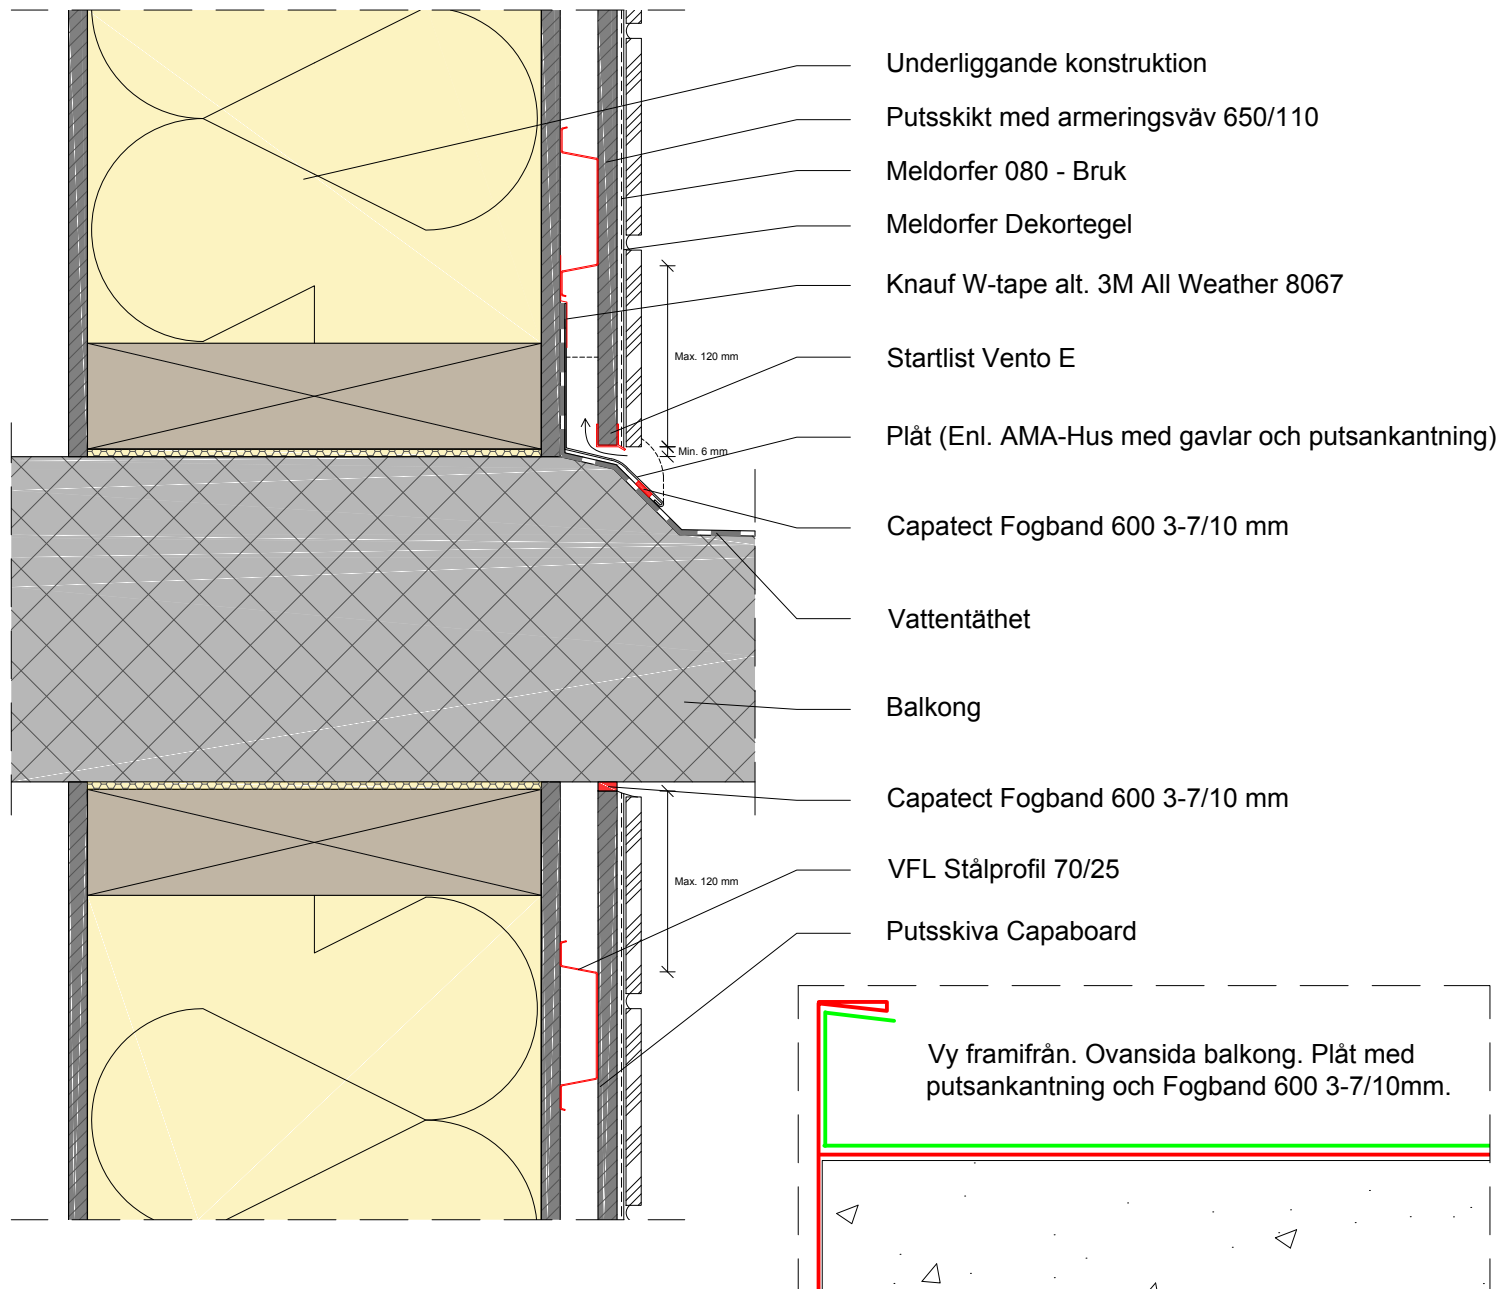 Underliggande konstruktion
Putsskikt med armeringsväv 650/110
Meldorfer 080 - Bruk
Meldorfer Dekortegel
Knauf W-tape alt. 3M All Weather 8067
Max. 120 mm
Startlist Vento E
Plåt (Enl. AMA-Hus med gavlar och putsankantning)
Min. 6 mm
Capatect Fogband 600 3-7/10 mm
Vattentäthet
Balkong
Capatect Fogband 600 3-7/10 mm
VFL Stålprofil 70/25
Max. 120 mm
Putsskiva Capaboard
Vy framifrån. Ovansida balkong. Plåt med
putsankantning och Fogband 600 3-7/10mm.